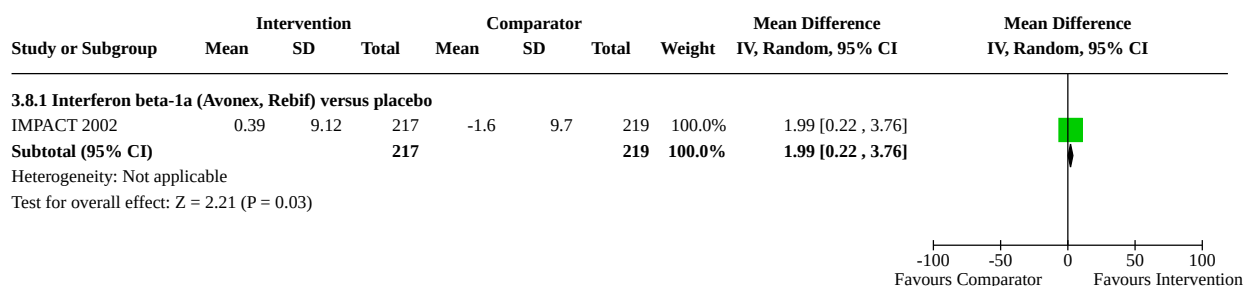 Intervention Comparator Mean Difference Mean Difference
Study or Subgroup Mean SD Total Mean SD Total Weight IV, Random, 95% CI IV, Random, 95% CI
3.8.1 Interferon beta-1a (Avonex, Rebif) versus placebo
IMPACT 2002 0.39 9.12 217 -1.6 9.7 219 100.0% 1.99 [0.22 , 3.76]
Subtotal (95% CI) 217 219 100.0% 1.99 [0.22 , 3.76]
Heterogeneity: Not applicable
Test for overall effect: Z = 2.21 (P = 0.03)
-100 -50 0 50 100
Favours Comparator Favours Intervention